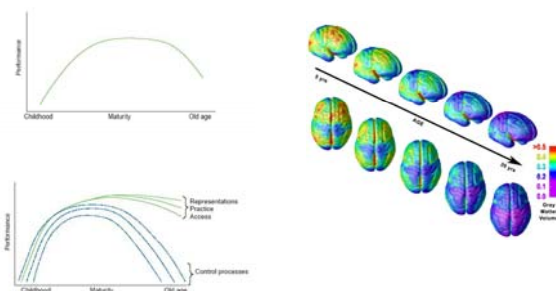 Performance
Childhood
Maturity
Old age
Performance
Representations
Practice
Access
Control processes
Childhood
Maturity
Old age
5 yrs
AGE
20 yrs
>0.5
0.4
0.3
0.2
0.1
0.0
Gray
Matter
Volume